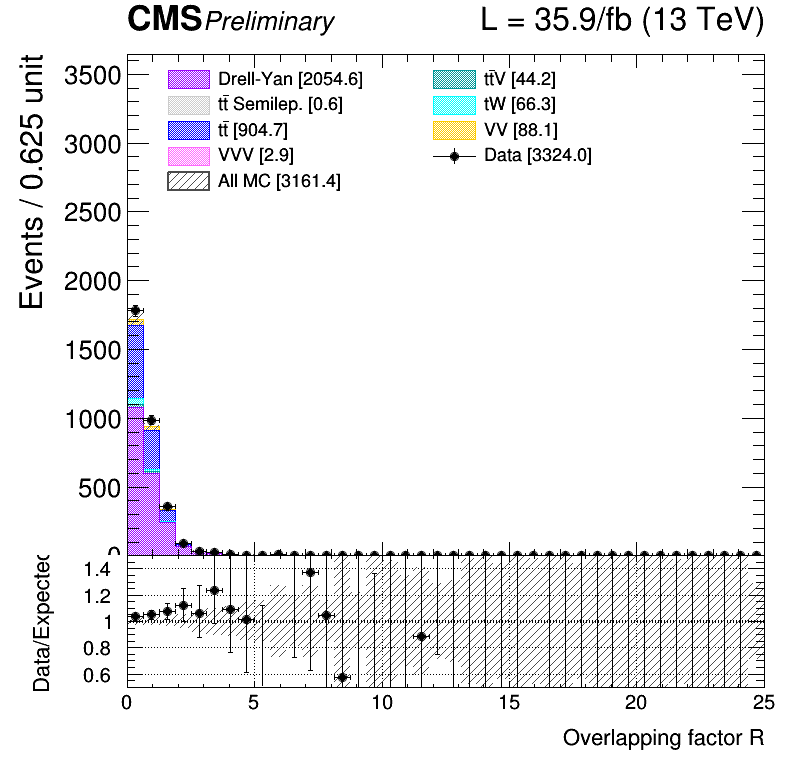 CMS Preliminary
L = 35.9/fb (13 TeV)
Events / 0.625 unit
3500
3000
2500
2000
1500
1000
500
0
Drell-Yan [2054.6]
tt̄ Semilep. [0.6]
tt̄ [904.7]
VVV [2.9]
All MC [3161.4]
tt̄V [44.2]
tW [66.3]
VV [88.1]
Data [3324.0]
Data/Expected
1.4
1.2
1
0.8
0.6
0 5 10 15 20 25
Overlapping factor R